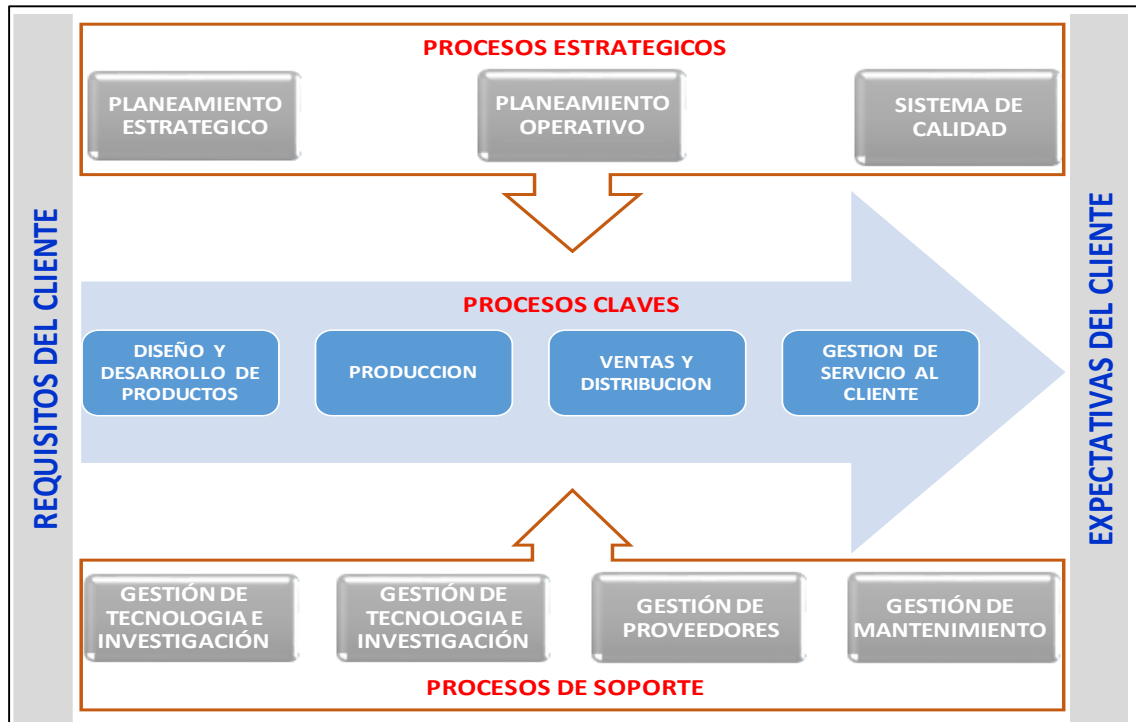 PROCESOS ESTRATEGICOS
PLANEAMIENTO
ESTRATEGICO
PLANEAMIENTO
OPERATIVO
SISTEMA DE
CALIDAD
REQUISITOS DEL CLIENTE
PROCESOS CLAVES
DISEÑO Y
DESARROLLO DE
PRODUCTOS
PRODUCCION
VENTAS Y
DISTRIBUCION
GESTION DE
SERVICIO AL
CLIENTE
EXPECTATIVAS DEL CLIENTE
GESTIÓN DE
TECNOLOGIA E
INVESTIGACIÓN
GESTIÓN DE
TECNOLOGIA E
INVESTIGACIÓN
GESTIÓN DE
PROVEEDORES
GESTIÓN DE
MANTENIMIENTO
PROCESOS DE SOPORTE